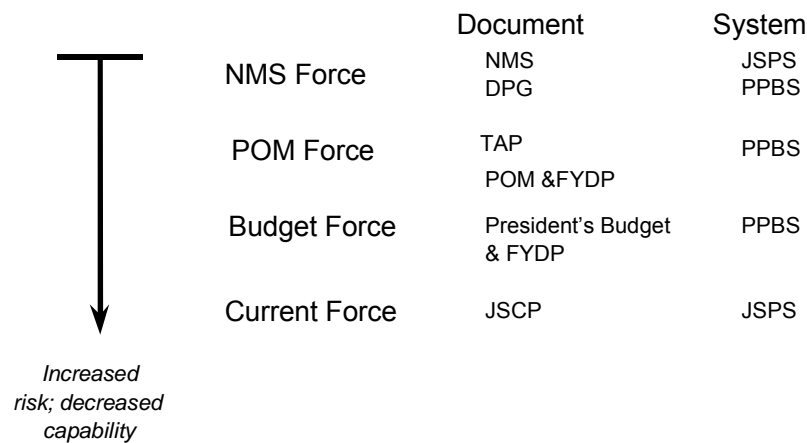 Document System
NMS Force NMS JSPS
DPG PPBS
POM Force TAP PPBS
POM &FYDP
Budget Force President's Budget PPBS
& FYDP
Current Force JSCP JSPS
Increased
risk; decreased
capability